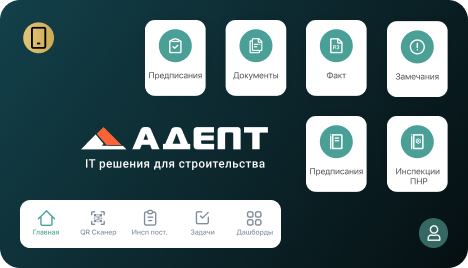 Предписания
Документы
Факт
Замечания
АДЕПТ
IT решения для строительства
Предписания
Инспекции
ПНР
Главная
QR Сканер
Инсп пост.
Задачи
Дашборды